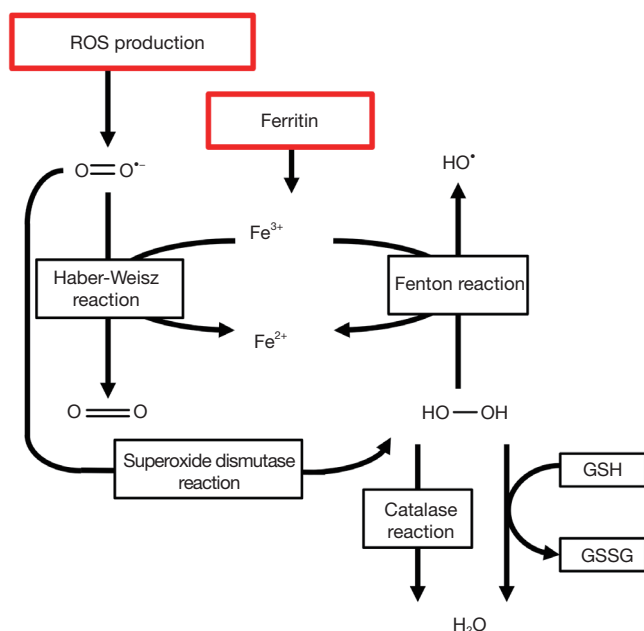 ROS production
Ferritin
O═O•−
HO•
Fe3+
Haber-Weisz
reaction
Fenton reaction
Fe2+
O═O
HO—OH
Superoxide dismutase
reaction
GSH
Catalase
reaction
GSSG
H2O